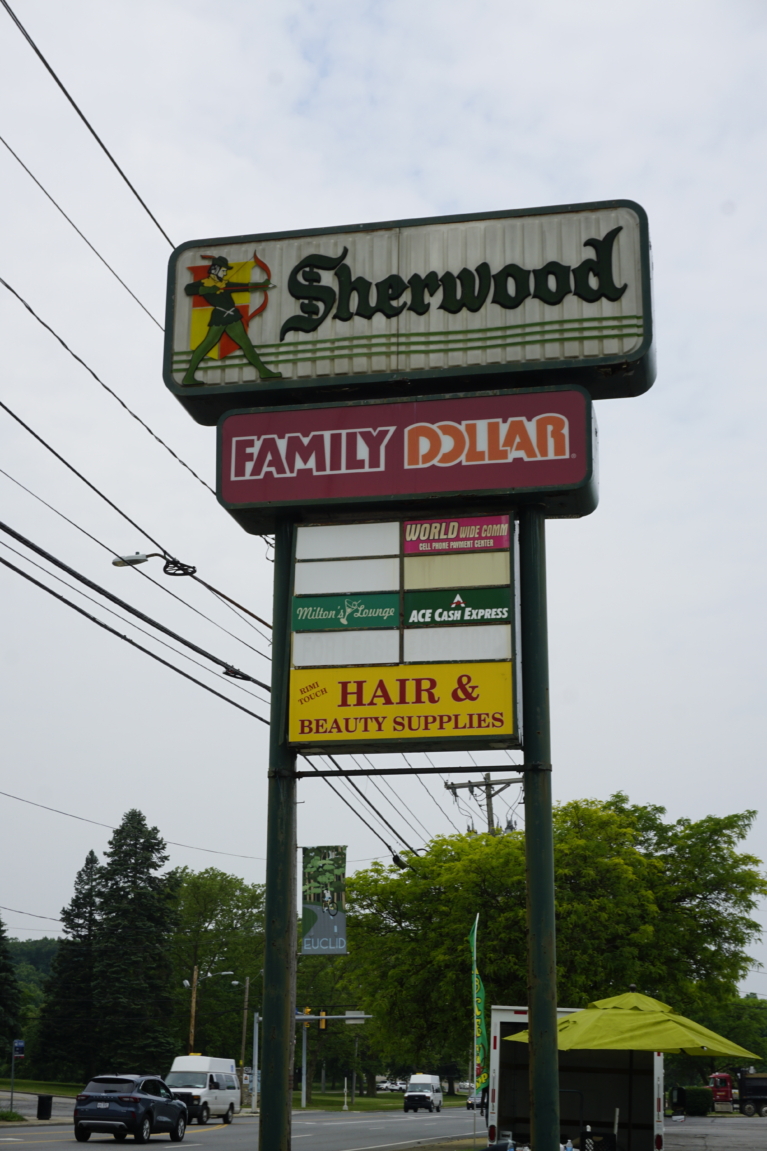 Sherwood
FAMILY DOLLAR
WORLD WIDE COMM
CELL PHONE PAYMENT CENTER
Milton's Lounge
ACE CASH EXPRESS
RIMI
TOUCH
HAIR &
BEAUTY SUPPLIES
EUCLID